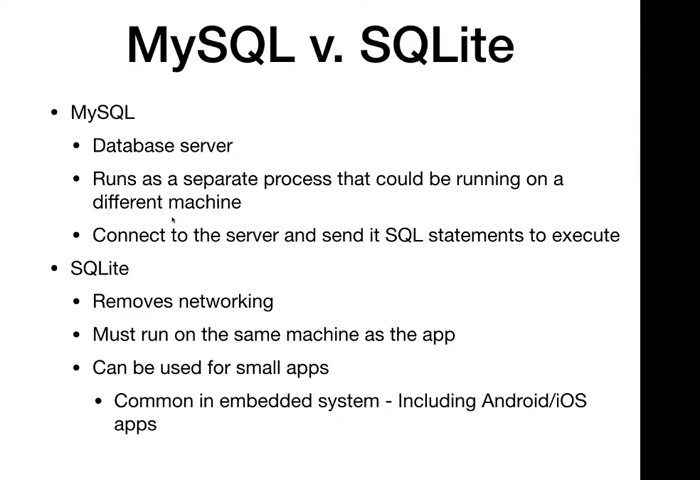 MySQL v. SQLite
• MySQL
• Database server
• Runs as a separate process that could be running on a
different machine
• Connect to the server and send it SQL statements to execute
• SQLite
• Removes networking
• Must run on the same machine as the app
• Can be used for small apps
• Common in embedded system - Including Android/iOS
apps